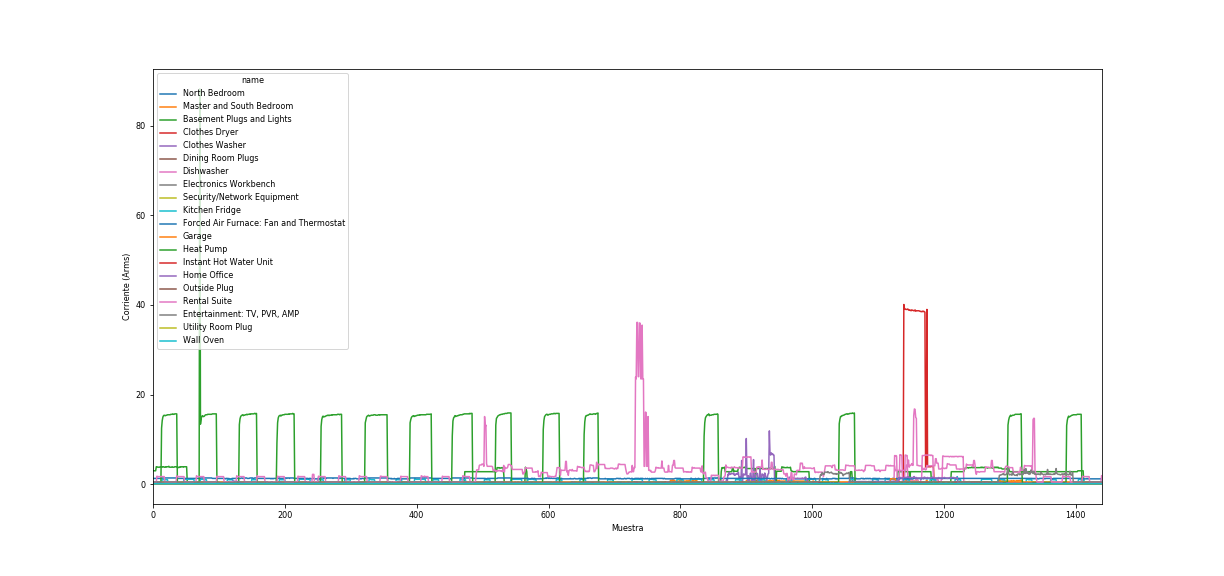 name
North Bedroom
Master and South Bedroom
Basement Plugs and Lights
Clothes Dryer
Clothes Washer
Dining Room Plugs
Dishwasher
Electronics Workbench
Security/Network Equipment
Kitchen Fridge
Forced Air Furnace: Fan and Thermostat
Garage
Heat Pump
Instant Hot Water Unit
Home Office
Outside Plug
Rental Suite
Entertainment: TV, PVR, AMP
Utility Room Plug
Wall Oven
Corriente (Arms)
80
60
40
20
0
0 200 400 600 800 1000 1200 1400
Muestra